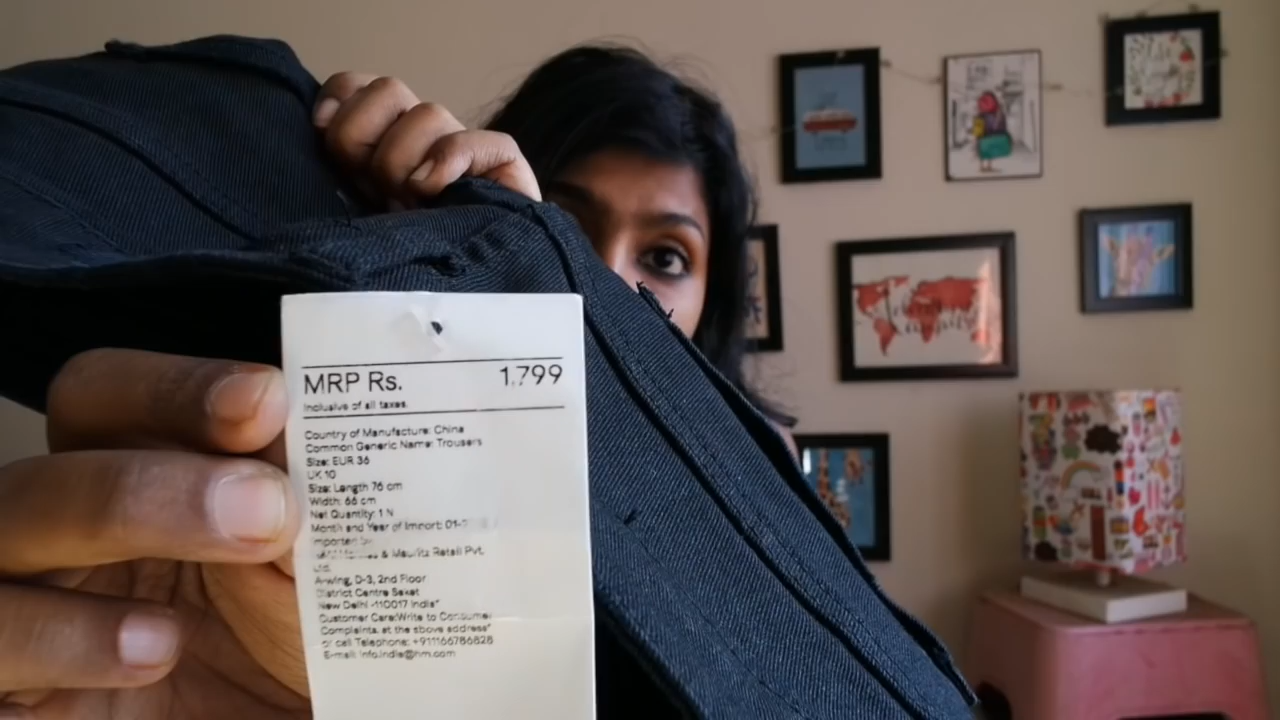 MRP Rs. 1,799
Inclusive of all taxes.
Country of Manufacture: China
Common Generic Name: Trousers
Size: EUR 36
UK 10
Size: Length 76 cm
Width: 66 cm
Net Quantity: 1 N
Month and Year of Import: 01-
Imported
& Mauritz Retail Pvt.
Ltd.
A-wing, D-3, 2nd Floor
District Centre Saket
New Delhi -110017 India"
Customer Care:Write to Consumer
Complaints. at the above address"
or call Telephone: +911166786828
E-mail: info.india@hm.com